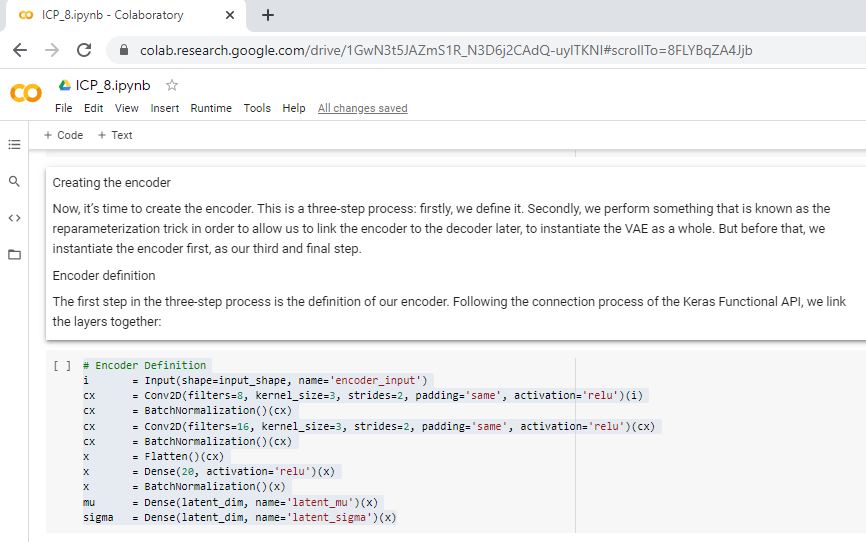 ICP_8.ipynb - Colaboratory
colab.research.google.com/drive/1GwN3t5JAZmS1R_N3D6j2CAdQ-uylTKNl#scrollTo=8FLYBqZA4Jjb
ICP_8.ipynb
File Edit View Insert Runtime Tools Help All changes saved
+ Code + Text
Creating the encoder
Now, it’s time to create the encoder. This is a three-step process: firstly, we define it. Secondly, we perform something that is known as the
reparameterization trick in order to allow us to link the encoder to the decoder later, to instantiate the VAE as a whole. But before that, we
instantiate the encoder first, as our third and final step.
Encoder definition
The first step in the three-step process is the definition of our encoder. Following the connection process of the Keras Functional API, we link
the layers together:
[ ] # Encoder Definition
i = Input(shape=input_shape, name='encoder_input')
cx = Conv2D(filters=8, kernel_size=3, strides=2, padding='same', activation='relu')(i)
cx = BatchNormalization()(cx)
cx = Conv2D(filters=16, kernel_size=3, strides=2, padding='same', activation='relu')(cx)
cx = BatchNormalization()(cx)
x = Flatten()(cx)
x = Dense(20, activation='relu')(x)
x = BatchNormalization()(x)
mu = Dense(latent_dim, name='latent_mu')(x)
sigma = Dense(latent_dim, name='latent_sigma')(x)